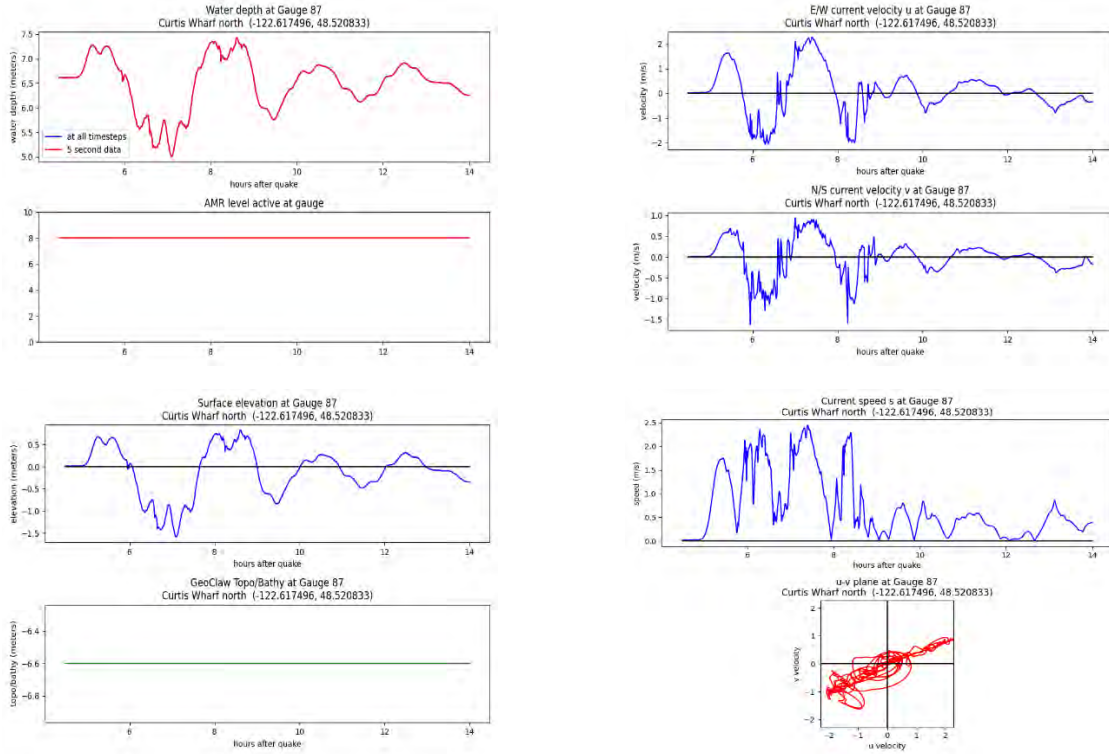 Water depth at Gauge 87
Curtis Wharf north (-122.617496, 48.520833)
water depth (meters)
7.5
7.0
6.5
6.0
5.5
5.0
at all timesteps
5 second data
6 8 10 12 14
hours after quake
AMR level active at gauge
10
8
6
4
2
0
6 8 10 12 14
hours after quake
Surface elevation at Gauge 87
Curtis Wharf north (-122.617496, 48.520833)
elevation (meters)
0.5
0.0
−0.5
−1.0
−1.5
6 8 10 12 14
hours after quake
GeoClaw Topo/Bathy at Gauge 87
Curtis Wharf north (-122.617496, 48.520833)
topo/bathy (meters)
−6.4
−6.6
−6.8
6 8 10 12 14
hours after quake
E/W current velocity u at Gauge 87
Curtis Wharf north (-122.617496, 48.520833)
velocity (m/s)
2
1
0
−1
−2
6 8 10 12 14
hours after quake
N/S current velocity v at Gauge 87
Curtis Wharf north (-122.617496, 48.520833)
velocity (m/s)
1.0
0.5
0.0
−0.5
−1.0
−1.5
6 8 10 12 14
hours after quake
Current speed s at Gauge 87
Curtis Wharf north (-122.617496, 48.520833)
speed (m/s)
2.5
2.0
1.5
1.0
0.5
0.0
6 8 10 12 14
hours after quake
u-v plane at Gauge 87
Curtis Wharf north (-122.617496, 48.520833)
v velocity
2
1
0
−1
−2
−2 −1 0 1 2
u velocity